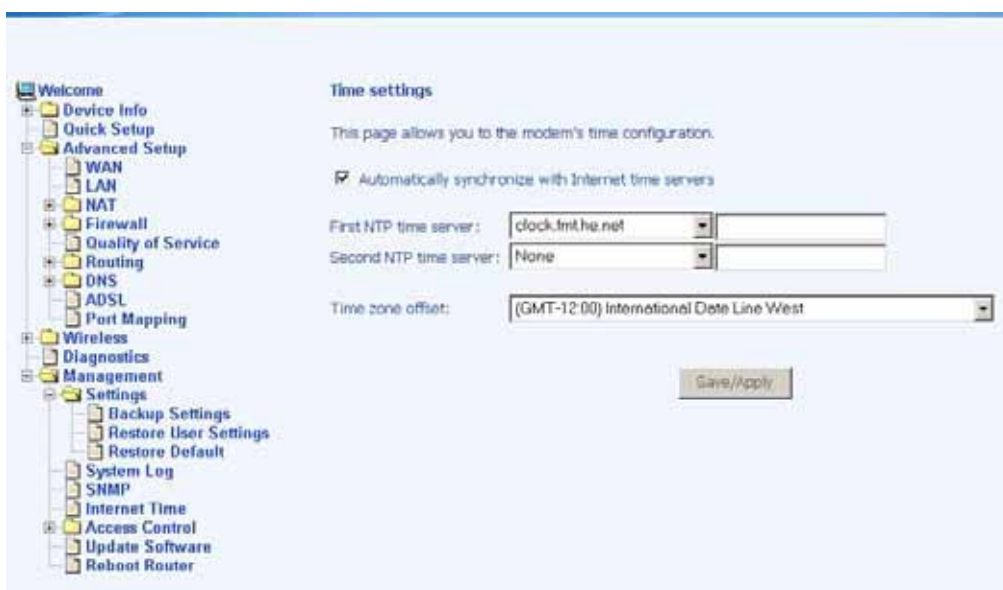 Welcome
Device Info
Quick Setup
Advanced Setup
WAN
LAN
NAT
Firewall
Quality of Service
Routing
DNS
ADSL
Port Mapping
Wireless
Diagnostics
Management
Settings
Backup Settings
Restore User Settings
Restore Default
System Log
SNMP
Internet Time
Access Control
Update Software
Reboot Router
Time settings
This page allows you to the modem's time configuration.
Automatically synchronize with Internet time servers
First NTP time server: clock.fmt.he.net
Second NTP time server: None
Time zone offset: (GMT-12:00) International Date Line West
Save/Apply